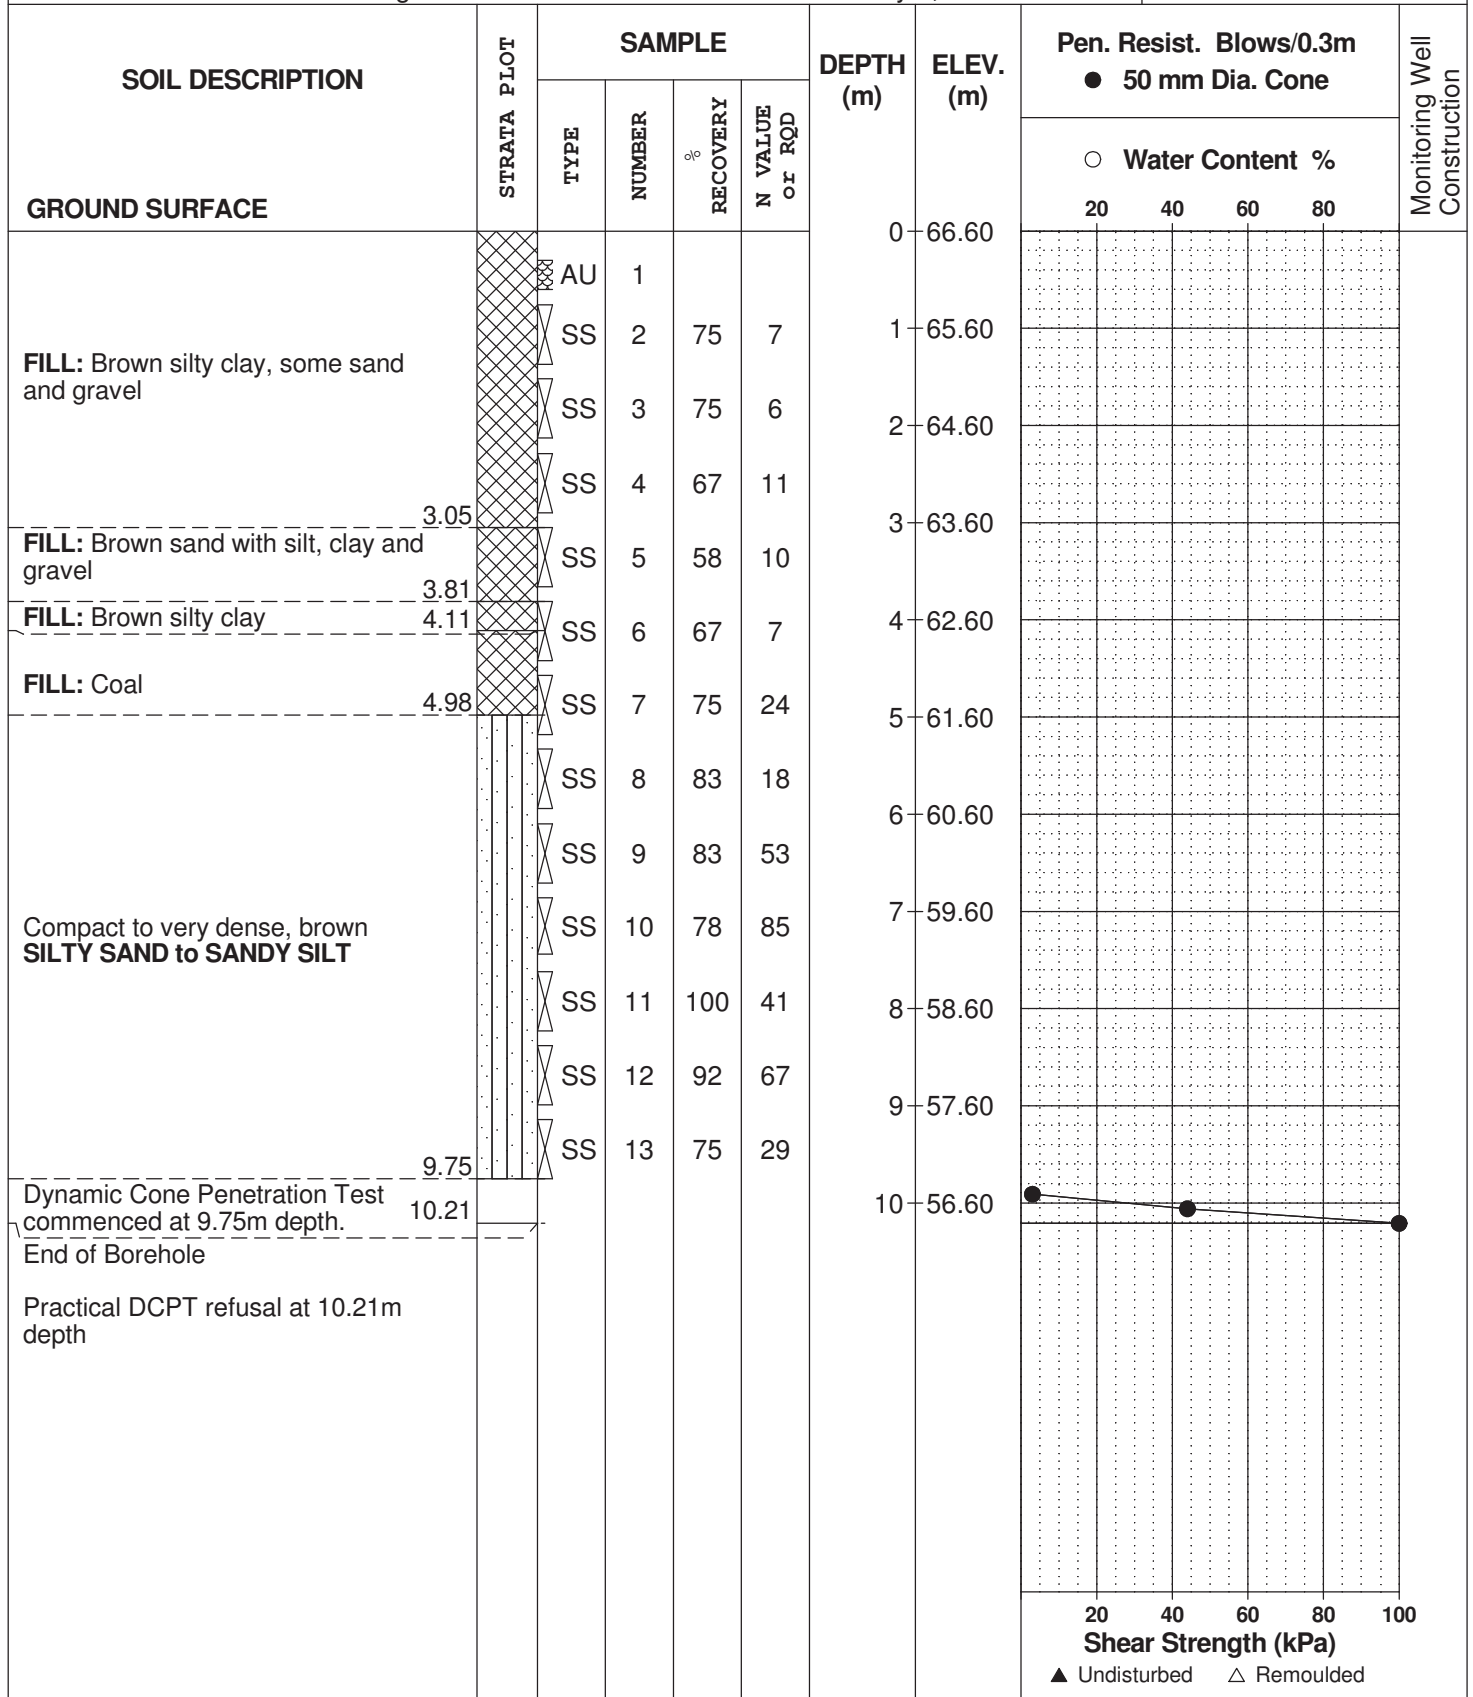 SOIL DESCRIPTION
GROUND SURFACE
STRATA PLOT
SAMPLE
TYPE
NUMBER
%
RECOVERY
N VALUE
or RQD
DEPTH
(m)
ELEV.
(m)
Pen. Resist. Blows/0.3m
● 50 mm Dia. Cone
○ Water Content %
20 40 60 80
Monitoring Well
Construction
0 66.60
AU 1
SS 2 75 7
1 65.60
FILL: Brown silty clay, some sand
and gravel
SS 3 75 6
2 64.60
SS 4 67 11
3.05
3 63.60
FILL: Brown sand with silt, clay and
gravel
SS 5 58 10
3.81
FILL: Brown silty clay 4.11
SS 6 67 7
4 62.60
FILL: Coal
4.98
SS 7 75 24
5 61.60
SS 8 83 18
6 60.60
SS 9 83 53
7 59.60
Compact to very dense, brown
SILTY SAND to SANDY SILT
SS 10 78 85
SS 11 100 41
8 58.60
SS 12 92 67
9 57.60
SS 13 75 29
9.75
Dynamic Cone Penetration Test
commenced at 9.75m depth. 10.21
10 56.60
End of Borehole
Practical DCPT refusal at 10.21m
depth
20 40 60 80 100
Shear Strength (kPa)
▲ Undisturbed △ Remoulded